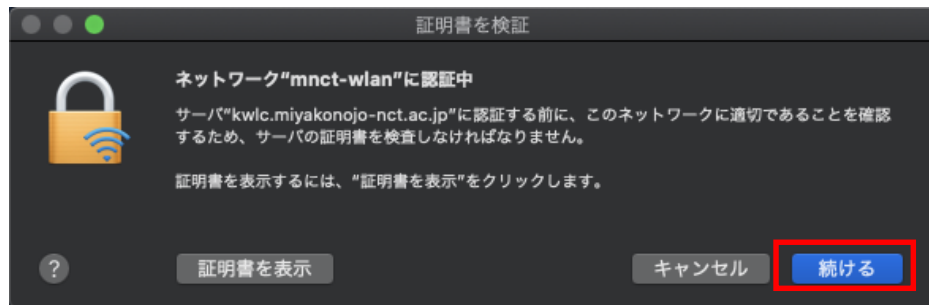 証明書を検証
ネットワーク“mnct-wlan”に認証中
サーバ“kwlc.miyakonojo-nct.ac.jp”に認証する前に、このネットワークに適切であることを確認
するため、サーバの証明書を検査しなければなりません。
証明書を表示するには、“証明書を表示”をクリックします。
? 証明書を表示 キャンセル 続ける